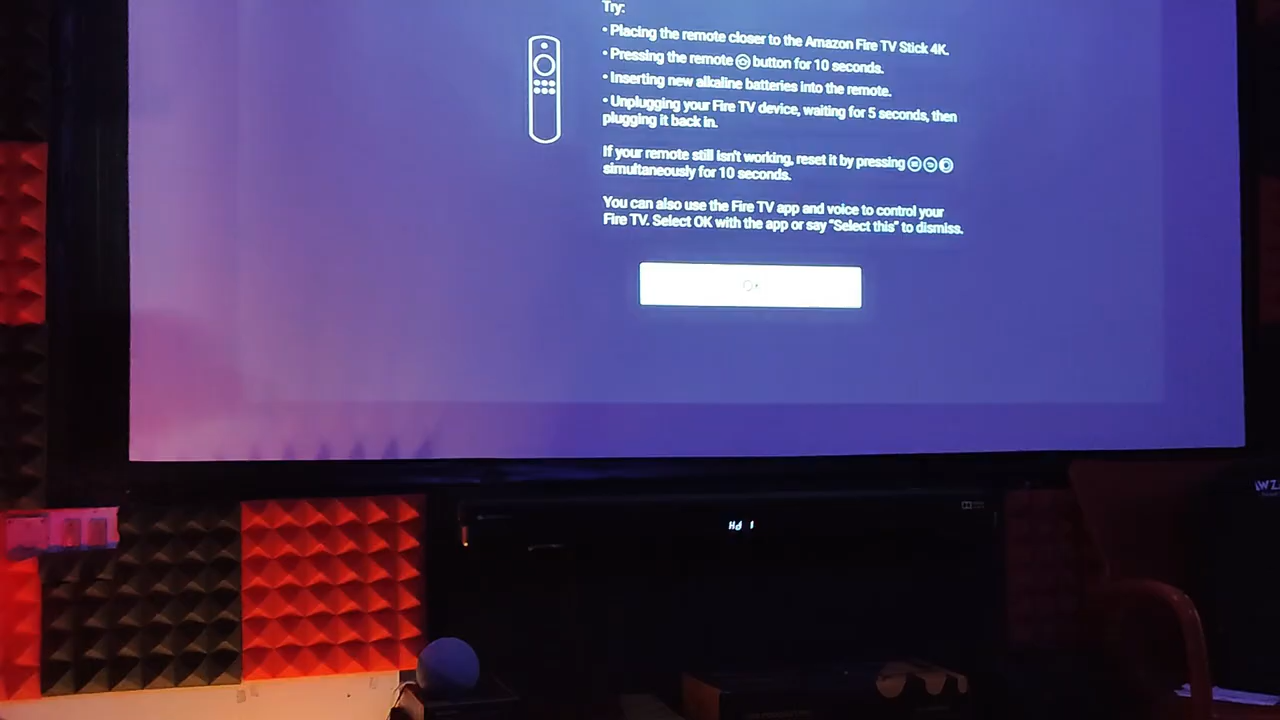 Try:
• Placing the remote closer to the Amazon Fire TV Stick 4K.
• Pressing the remote button for 10 seconds.
• Inserting new alkaline batteries into the remote.
• Unplugging your Fire TV device, waiting for 5 seconds, then
plugging it back in.
If your remote still isn't working, reset it by pressing
simultaneously for 10 seconds.
You can also use the Fire TV app and voice to control your
Fire TV. Select OK with the app or say "Select this" to dismiss.
Hd 1